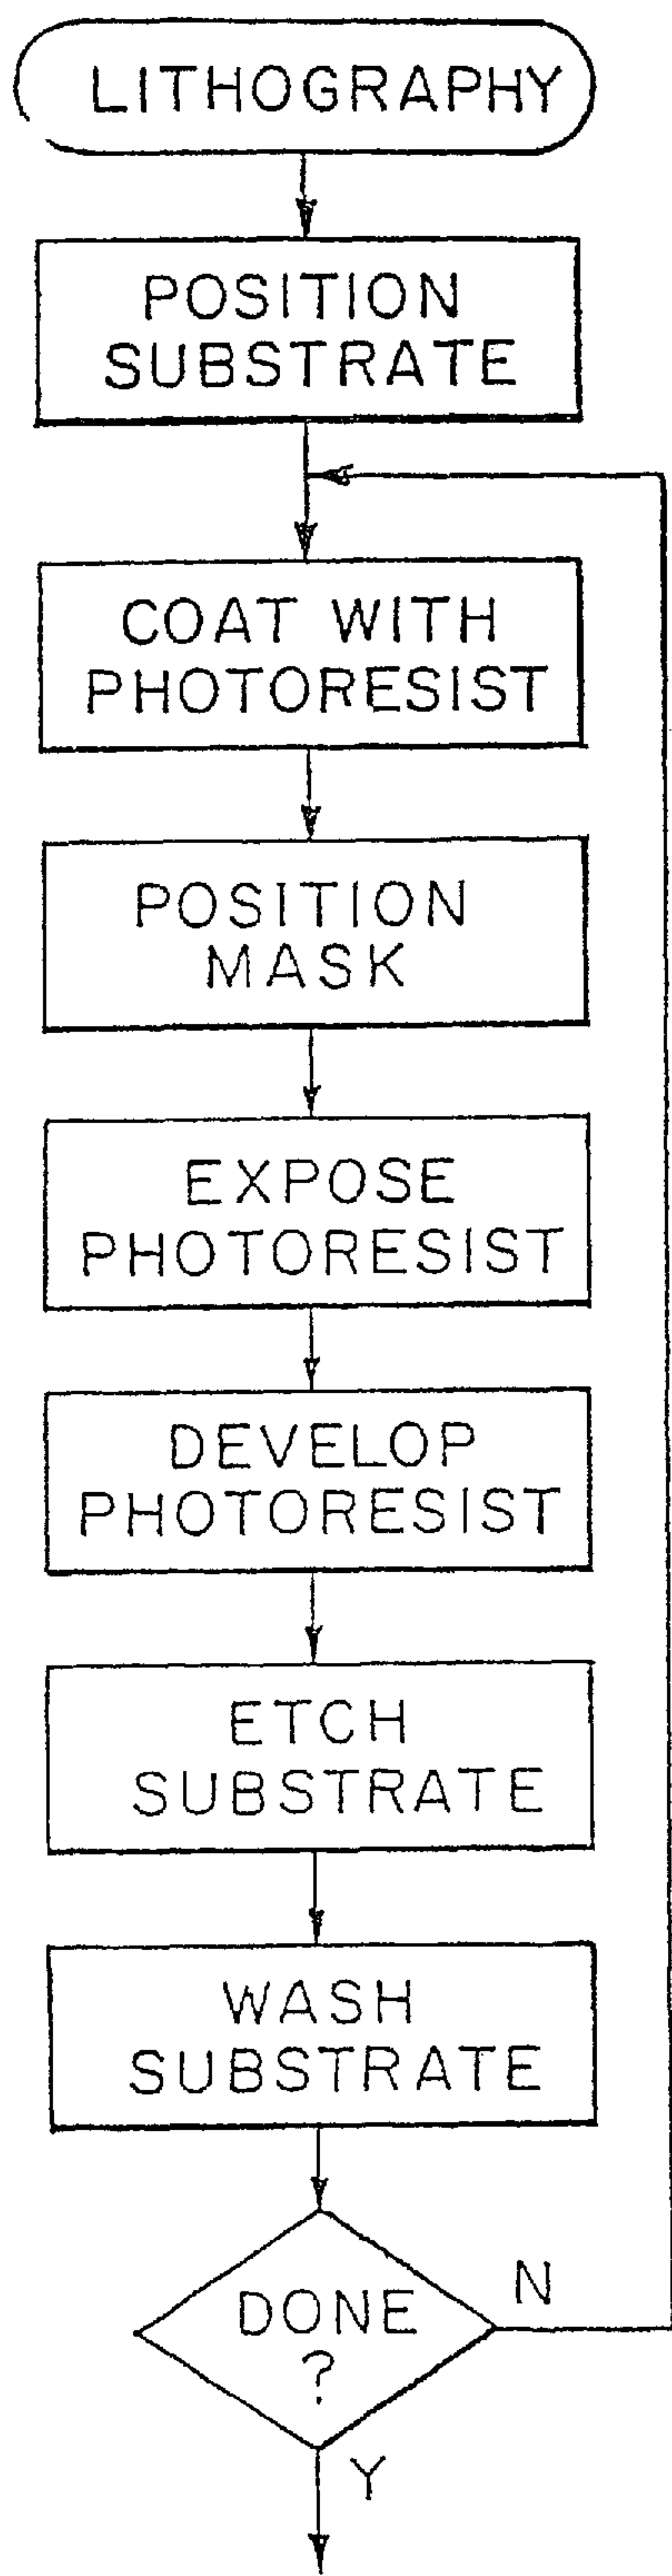 LITHOGRAPHY
POSITION
SUBSTRATE
COAT WITH
PHOTORESIST
POSITION
MASK
EXPOSE
PHOTORESIST
DEVELOP
PHOTORESIST
ETCH
SUBSTRATE
WASH
SUBSTRATE
DONE
?
N
Y